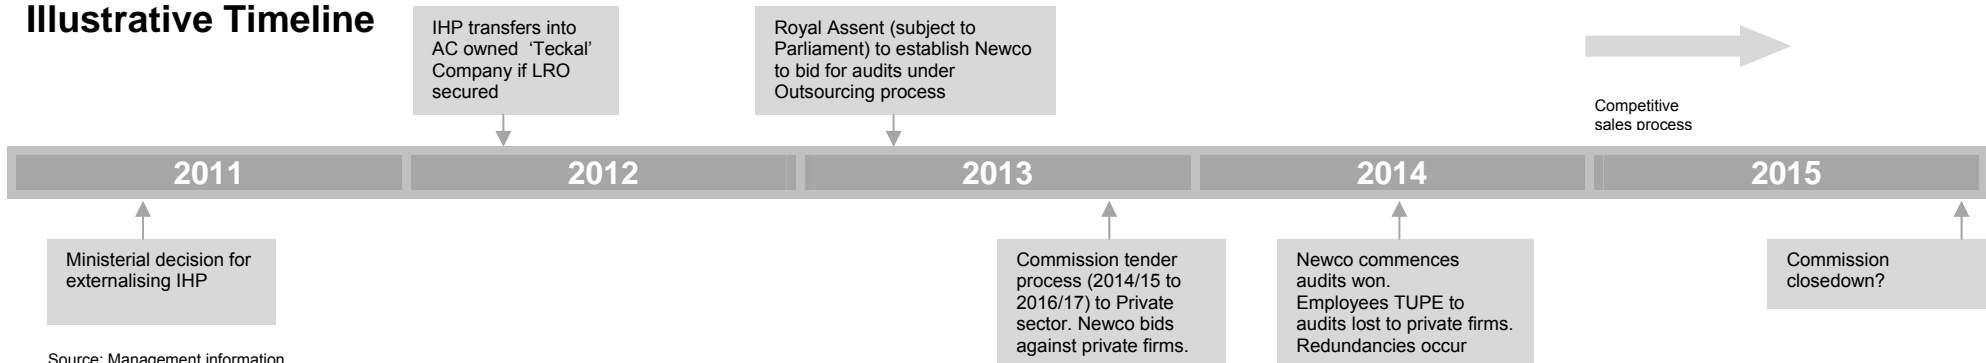 Illustrative Timeline
IHP transfers into
AC owned ‘Teckal’
Company if LRO
secured
Royal Assent (subject to
Parliament) to establish Newco
to bid for audits under
Outsourcing process
Competitive
sales process
2011
2012
2013
2014
2015
Ministerial decision for
externalising IHP
Commission tender
process (2014/15 to
2016/17) to Private
sector. Newco bids
against private firms.
Newco commences
audits won.
Employees TUPE to
audits lost to private firms.
Redundancies occur
Commission
closedown?
Source: Management information